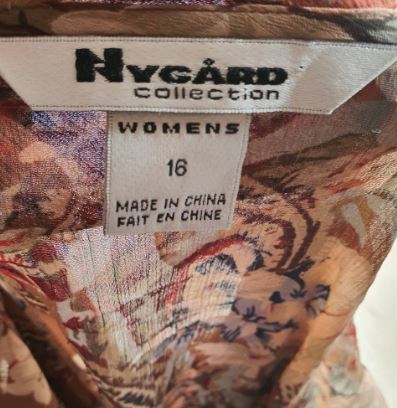 NYGÅRD
collection
WOMENS
16
MADE IN CHINA
FAIT EN CHINE